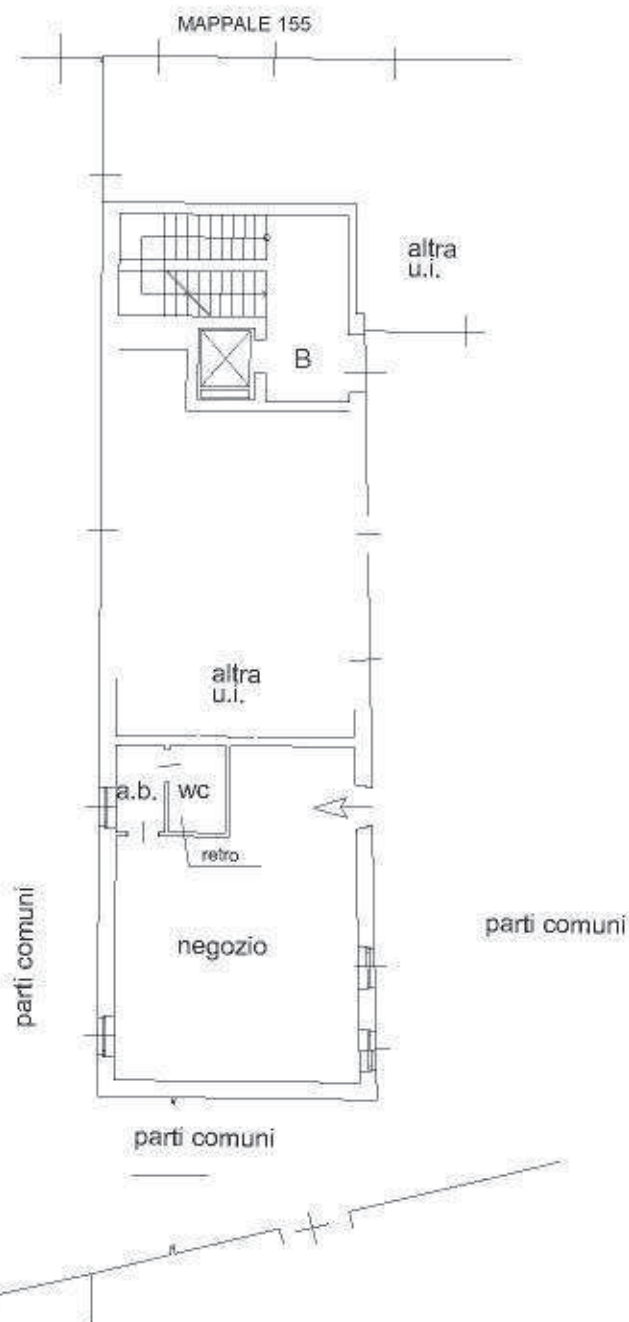 MAPPALE 155
altra
u.i.
B
altra
u.i.
a.b.
wc
retro
negozio
parti comuni
parti comuni
parti comuni